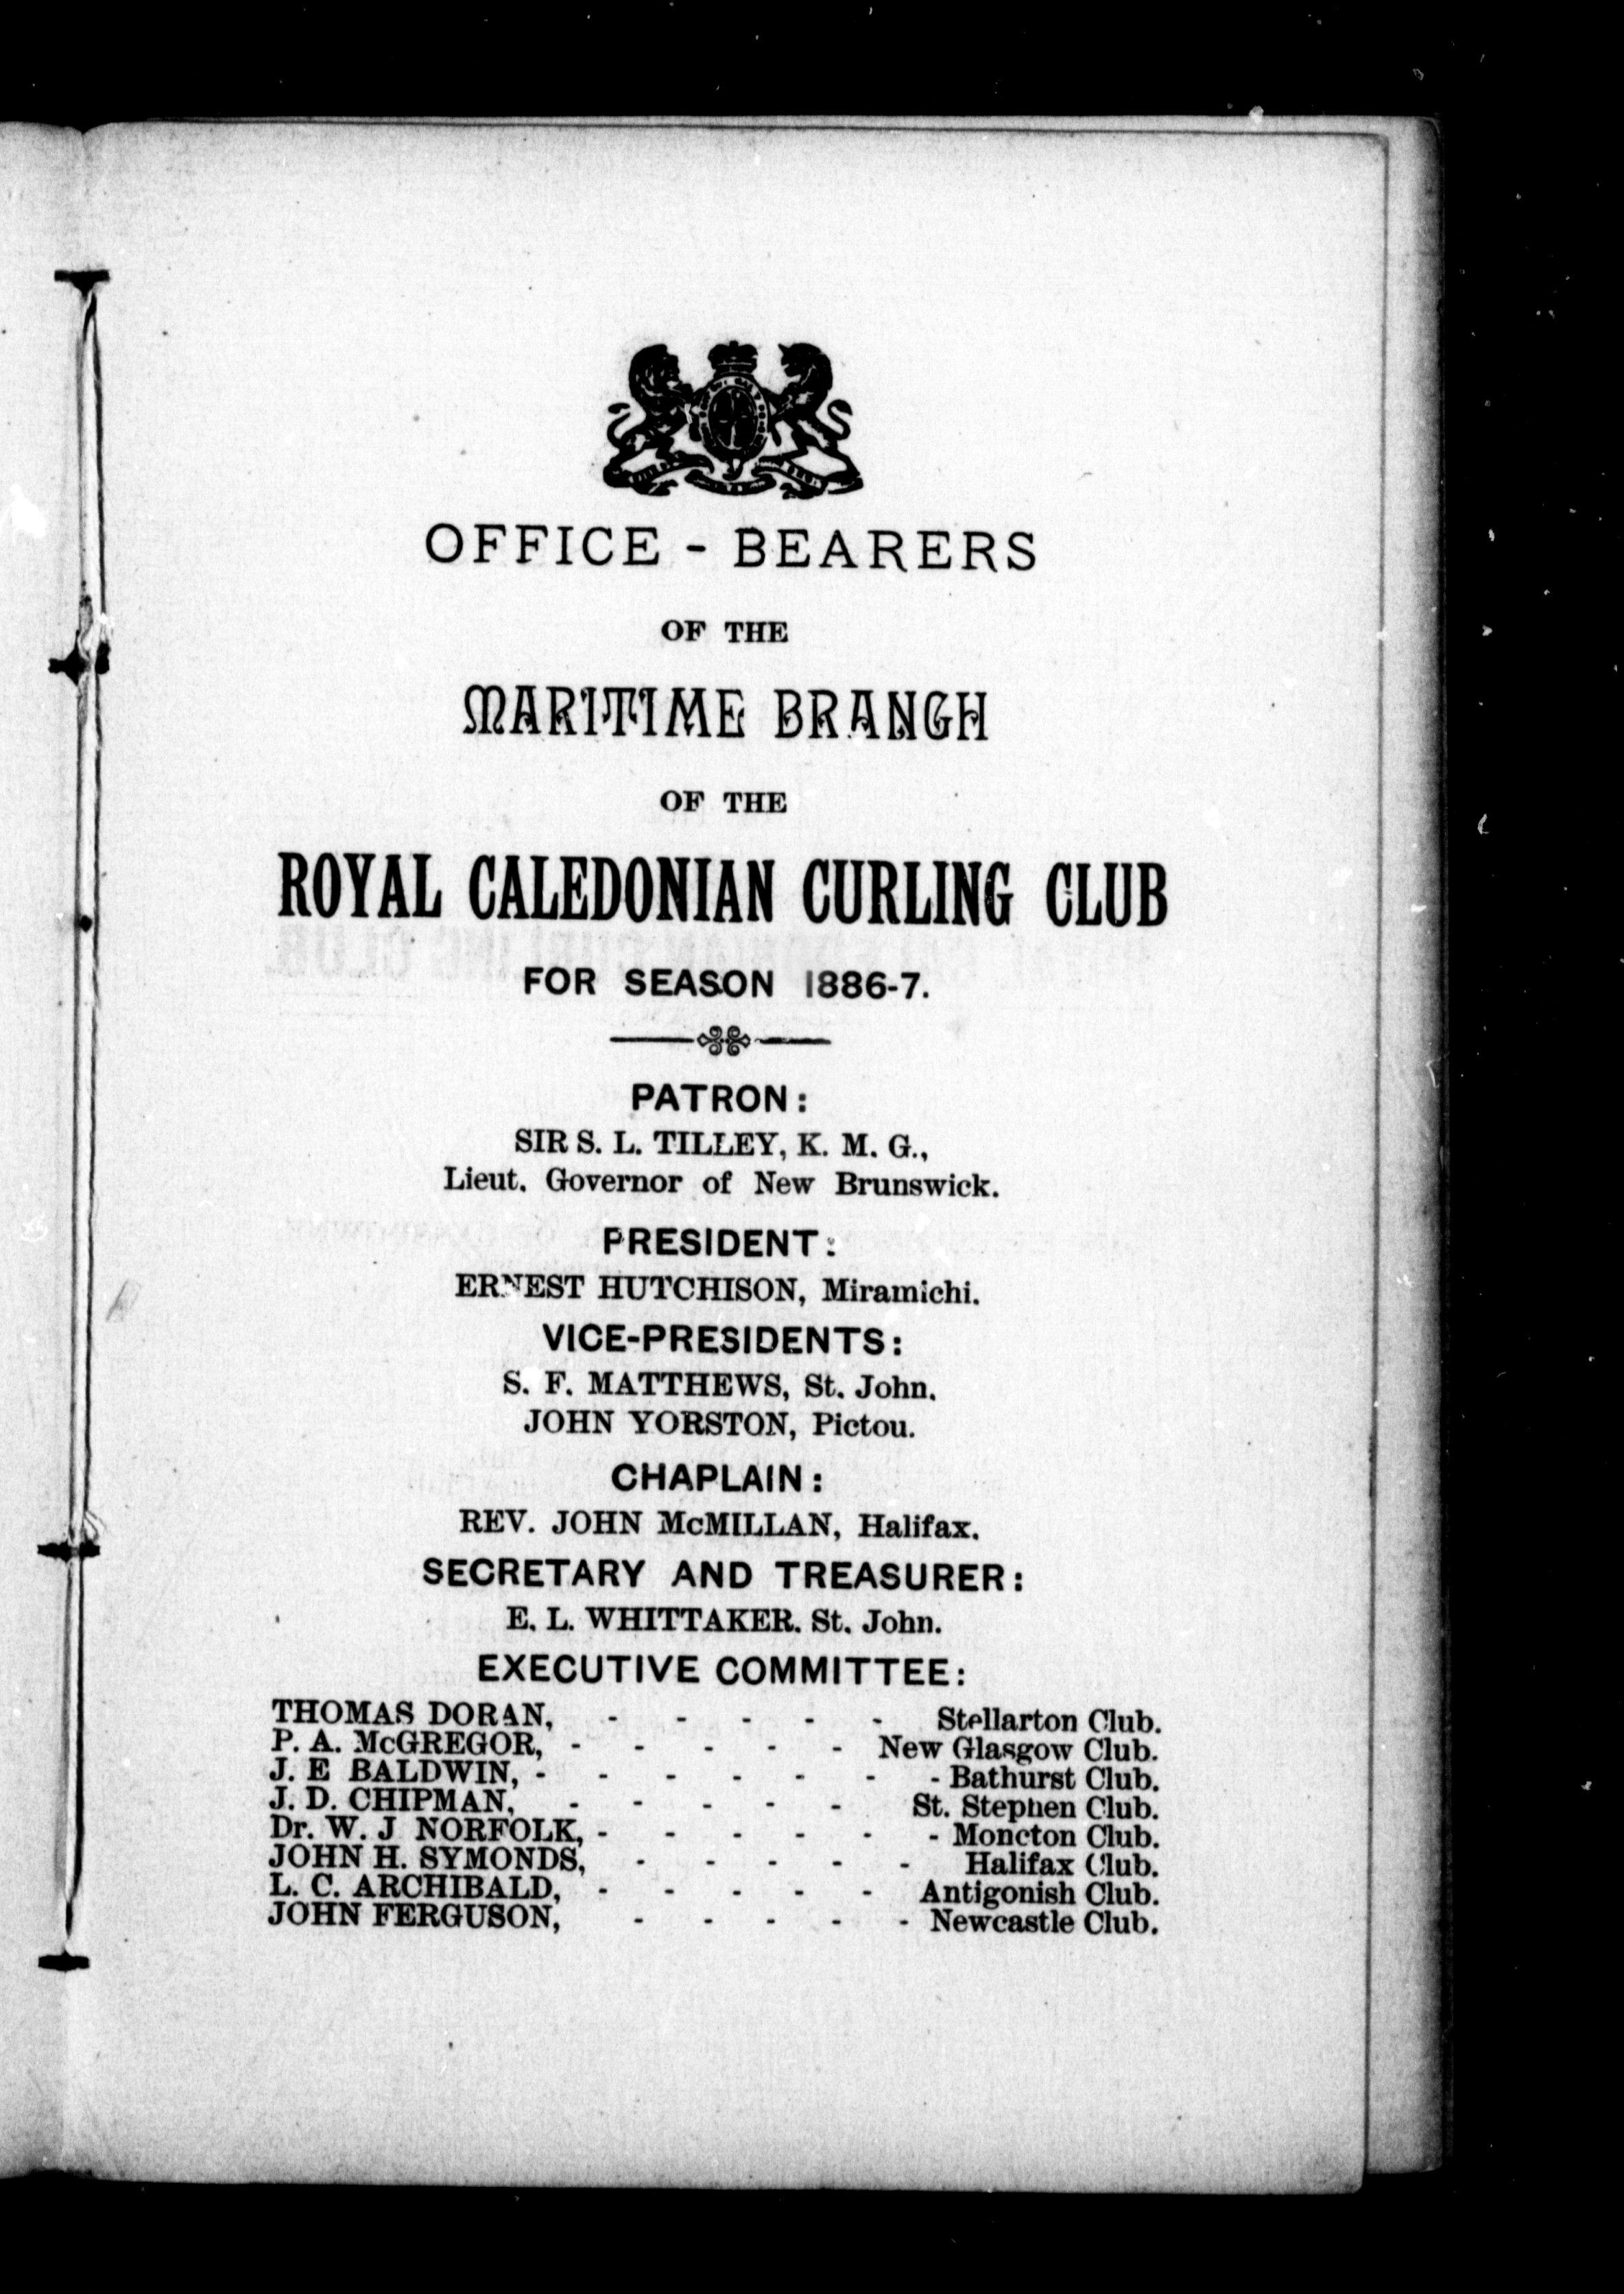 OFFICE - BEARERS
OF THE
MARITIME BRANCH
OF THE
ROYAL CALEDONIAN CURLING CLUB
FOR SEASON 1886-7.
PATRON:
SIR S. L. TILLEY, K. M. G.,
Lieut. Governor of New Brunswick.
PRESIDENT:
ERNEST HUTCHISON, Miramichi.
VICE-PRESIDENTS:
S. F. MATTHEWS, St. John.
JOHN YORSTON, Pictou.
CHAPLAIN:
REV. JOHN McMILLAN, Halifax.
SECRETARY AND TREASURER:
E. L. WHITTAKER. St. John.
EXECUTIVE COMMITTEE:
THOMAS DORAN, - - - - - Stellarton Club.
P. A. McGREGOR, - - - - - New Glasgow Club.
J. E BALDWIN, - - - - - - - Bathurst Club.
J. D. CHIPMAN, - - - - - St. Stephen Club.
Dr. W. J NORFOLK, - - - - - - Moncton Club.
JOHN H. SYMONDS, - - - - - Halifax Club.
L. C. ARCHIBALD, - - - - - Antigonish Club.
JOHN FERGUSON, - - - - - Newcastle Club.